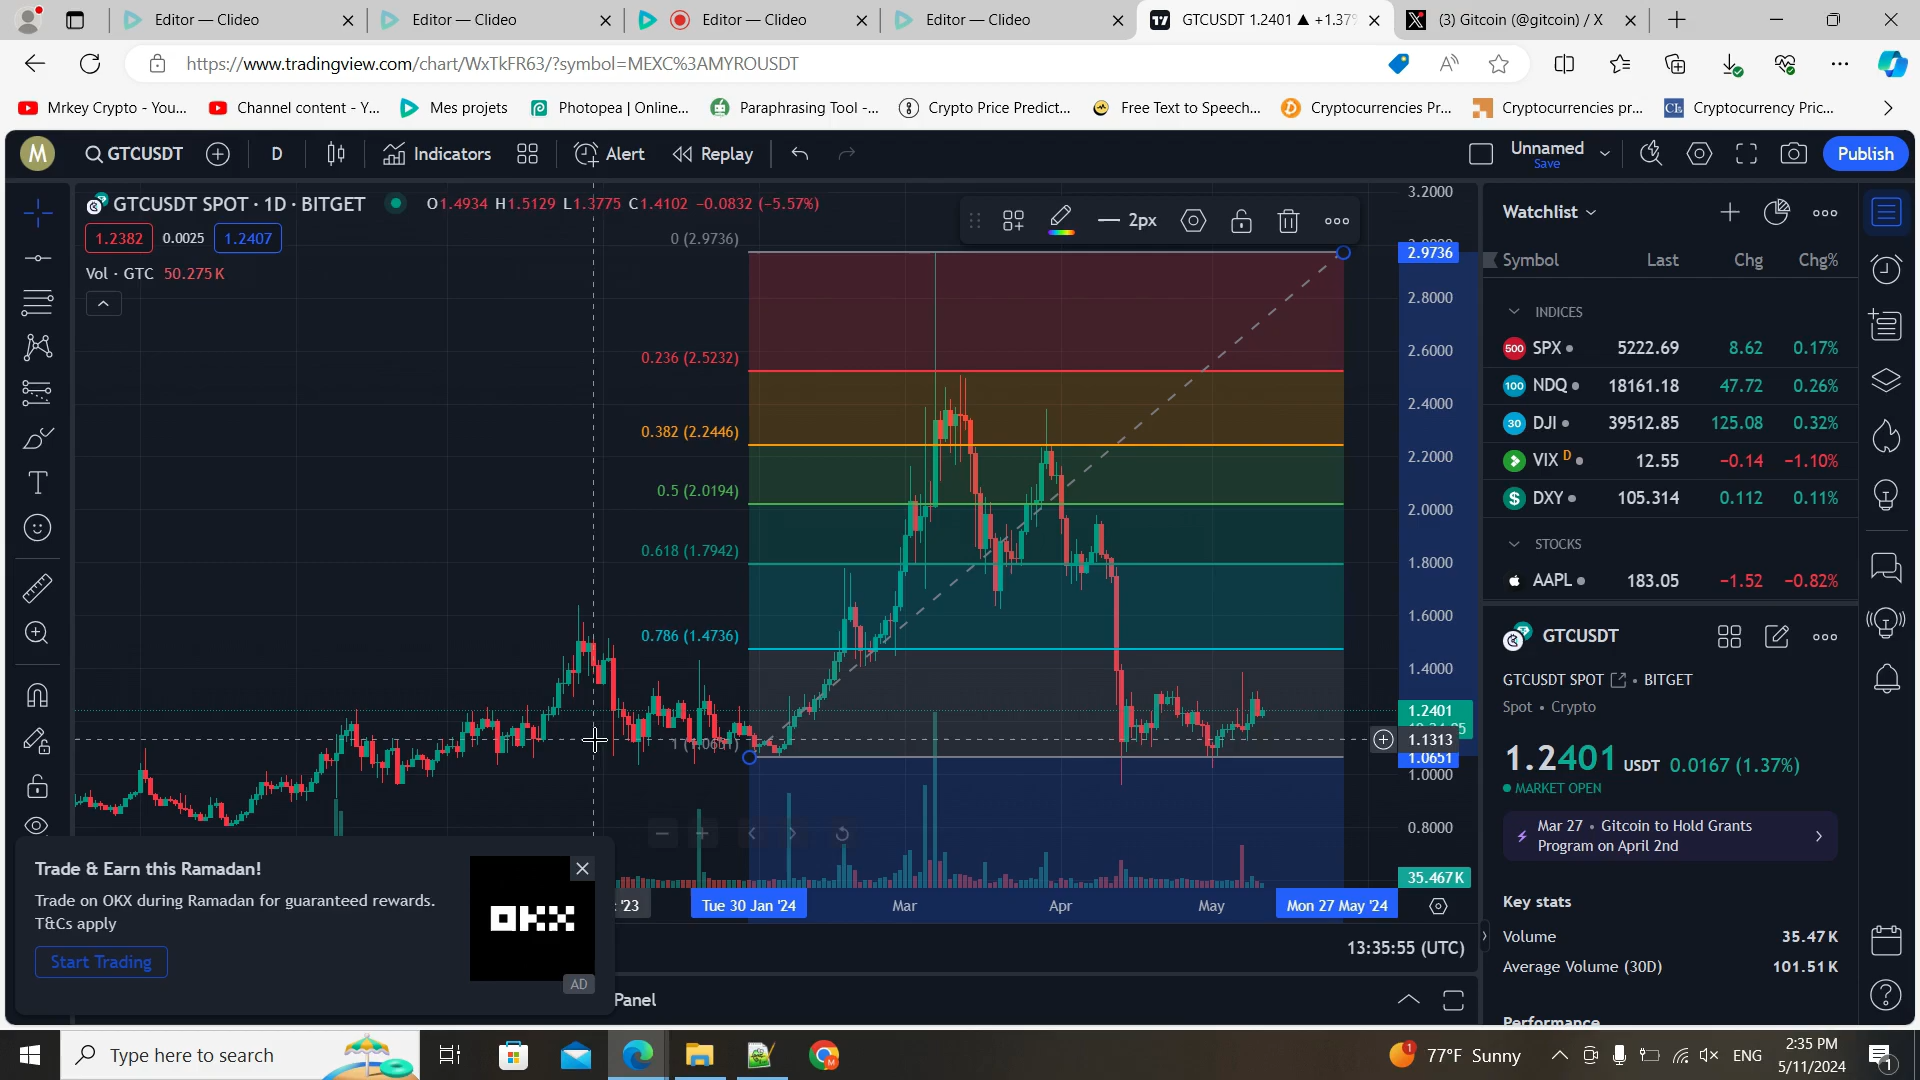 Editor — Clideo
Editor — Clideo
Editor — Clideo
Editor — Clideo
GTCUSDT 1.2401 ▲ +1.37%
(3) Gitcoin (@gitcoin) / X
https://www.tradingview.com/chart/WxTkFR63/?symbol=MEXC%3AMYROUSDT
Mrkey Crypto - You...
Channel content - Y...
Mes projets
Photopea | Online...
Paraphrasing Tool -...
Crypto Price Predict...
Free Text to Speech...
Cryptocurrencies Pr...
Cryptocurrencies pr...
Cryptocurrency Pric...
M
GTCUSDT
D
Indicators
Alert
Replay
Unnamed
Save
Publish
GTCUSDT SPOT · 1D · BITGET
O1.4934 H1.5129 L1.3775 C1.4102 −0.0832 (−5.57%)
1.2382
0.0025
1.2407
Vol · GTC 50.275 K
2px
0 (2.9736)
0.236 (2.5232)
0.382 (2.2446)
0.5 (2.0194)
0.618 (1.7942)
0.786 (1.4736)
3.2000
2.9736
2.8000
2.6000
2.4000
2.2000
2.0000
1.8000
1.6000
1.4000
1.2401
1.1313
1.0651
1.0000
0.8000
35.467 K
'23
Tue 30 Jan '24
Mar
Apr
May
Mon 27 May '24
13:35:55 (UTC)
Panel
Trade & Earn this Ramadan!
Trade on OKX during Ramadan for guaranteed rewards.
T&Cs apply
Start Trading
OKX
AD
Watchlist
Symbol Last Chg Chg%
INDICES
500 SPX 5222.69 8.62 0.17%
100 NDQ 18161.18 47.72 0.26%
30 DJI 39512.85 125.08 0.32%
VIX D 12.55 −0.14 −1.10%
$ DXY 105.314 0.112 0.11%
STOCKS
AAPL 183.05 −1.52 −0.82%
GTCUSDT
GTCUSDT SPOT • BITGET
Spot • Crypto
1.2401 USDT 0.0167 (1.37%)
MARKET OPEN
Mar 27 • Gitcoin to Hold Grants
Program on April 2nd
Key stats
Volume 35.47 K
Average Volume (30D) 101.51 K
Performance
Type here to search
77°F Sunny
ENG
2:35 PM
5/11/2024
1
1